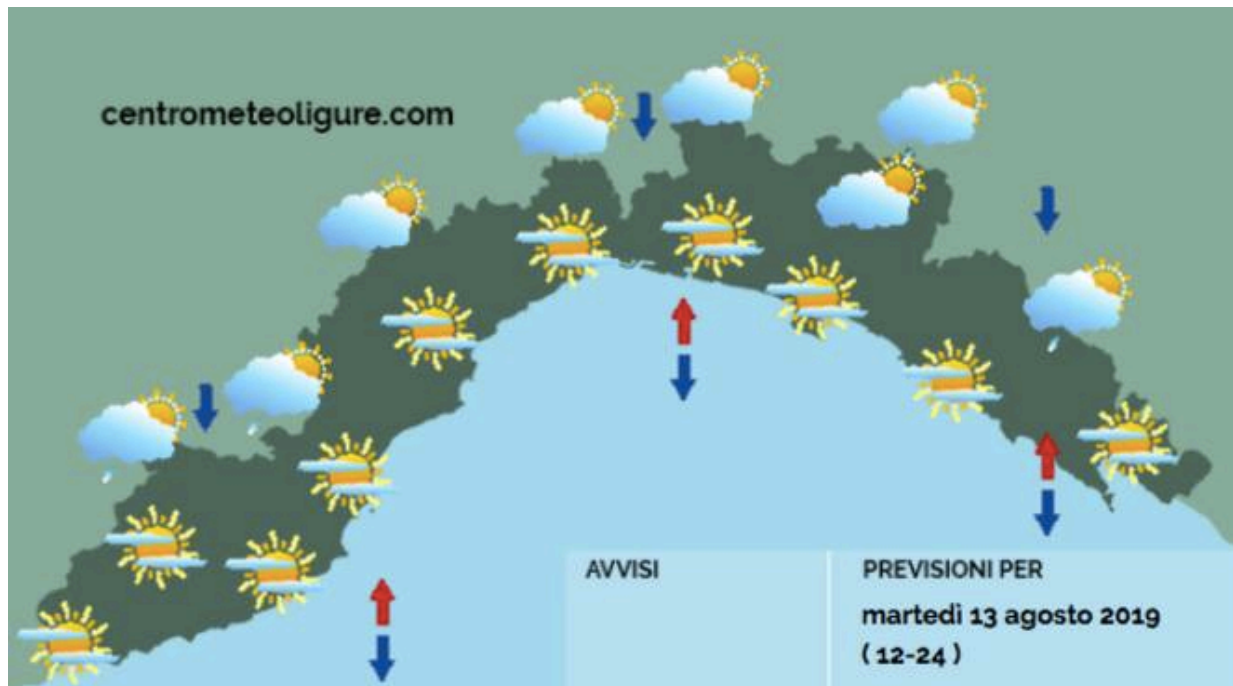 centrometeoligure.com
AVVISI
PREVISIONI PER
martedì 13 agosto 2019
( 12-24 )